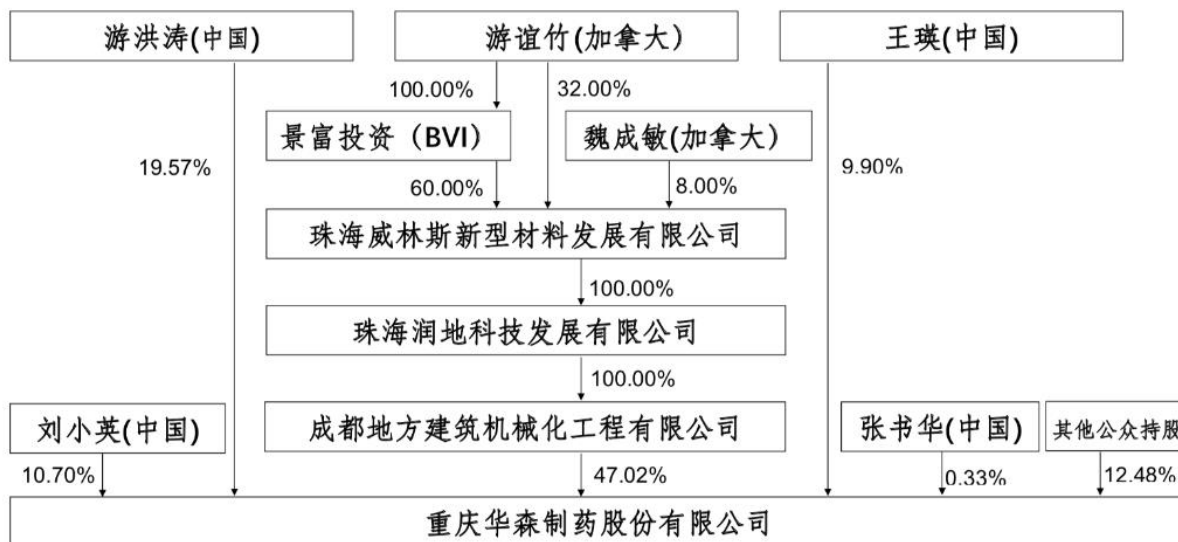 游洪涛(中国)
游谊竹(加拿大)
王瑛(中国)
100.00%
32.00%
景富投资（BVI）
魏成敏(加拿大)
19.57%
60.00%
8.00%
9.90%
珠海威林斯新型材料发展有限公司
100.00%
珠海润地科技发展有限公司
100.00%
刘小英(中国)
成都地方建筑机械化工程有限公司
张书华(中国)
其他公众持股
10.70%
47.02%
0.33%
12.48%
重庆华森制药股份有限公司